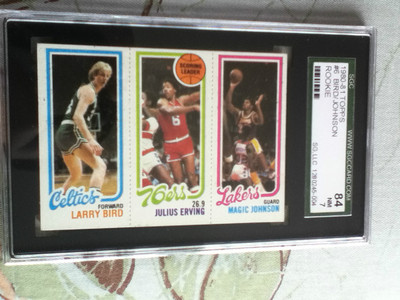 SCORING
LEADER
Celtics
FORWARD
LARRY BIRD
76ers
26.9
JULIUS ERVING
Lakers
GUARD
MAGIC JOHNSON
SGC
WWW.SGCCARD.COM
1980-81 TOPPS
#6 BIRD/JOHNSON
ROOKIE
84
NM
7